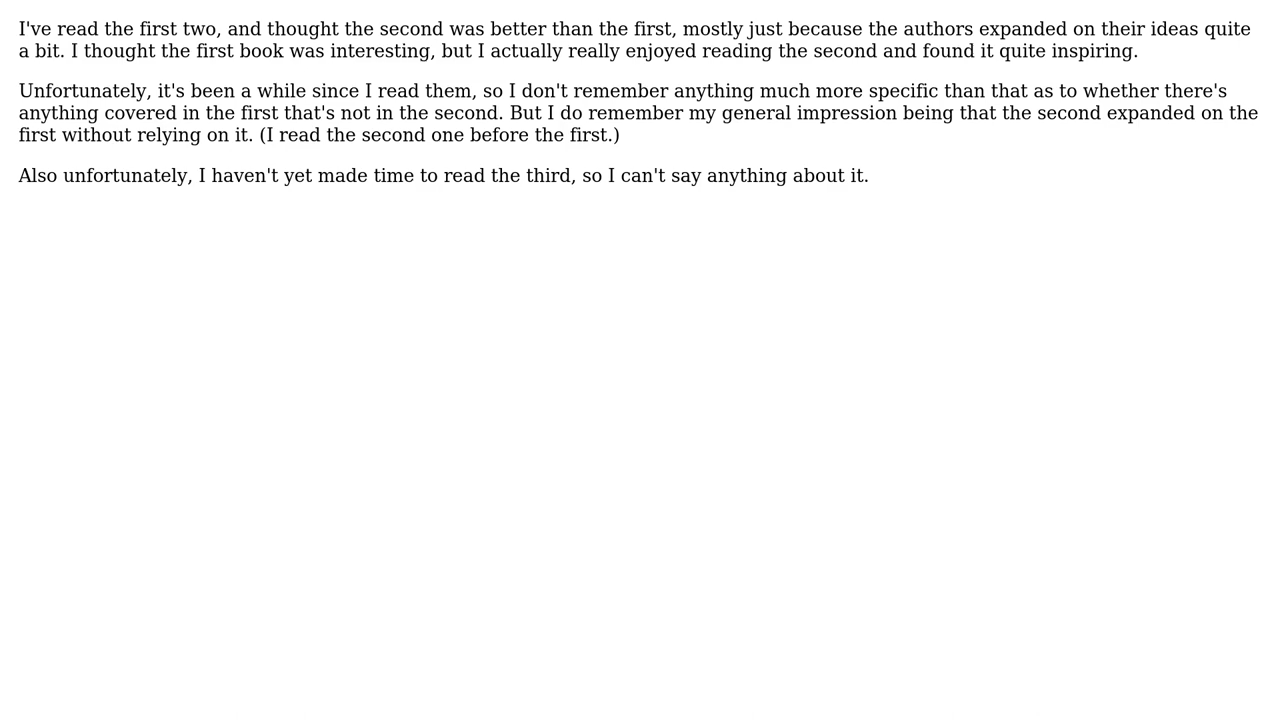 I've read the first two, and thought the second was better than the first, mostly just because the authors expanded on their ideas quite
a bit. I thought the first book was interesting, but I actually really enjoyed reading the second and found it quite inspiring.
Unfortunately, it's been a while since I read them, so I don't remember anything much more specific than that as to whether there's
anything covered in the first that's not in the second. But I do remember my general impression being that the second expanded on the
first without relying on it. (I read the second one before the first.)
Also unfortunately, I haven't yet made time to read the third, so I can't say anything about it.